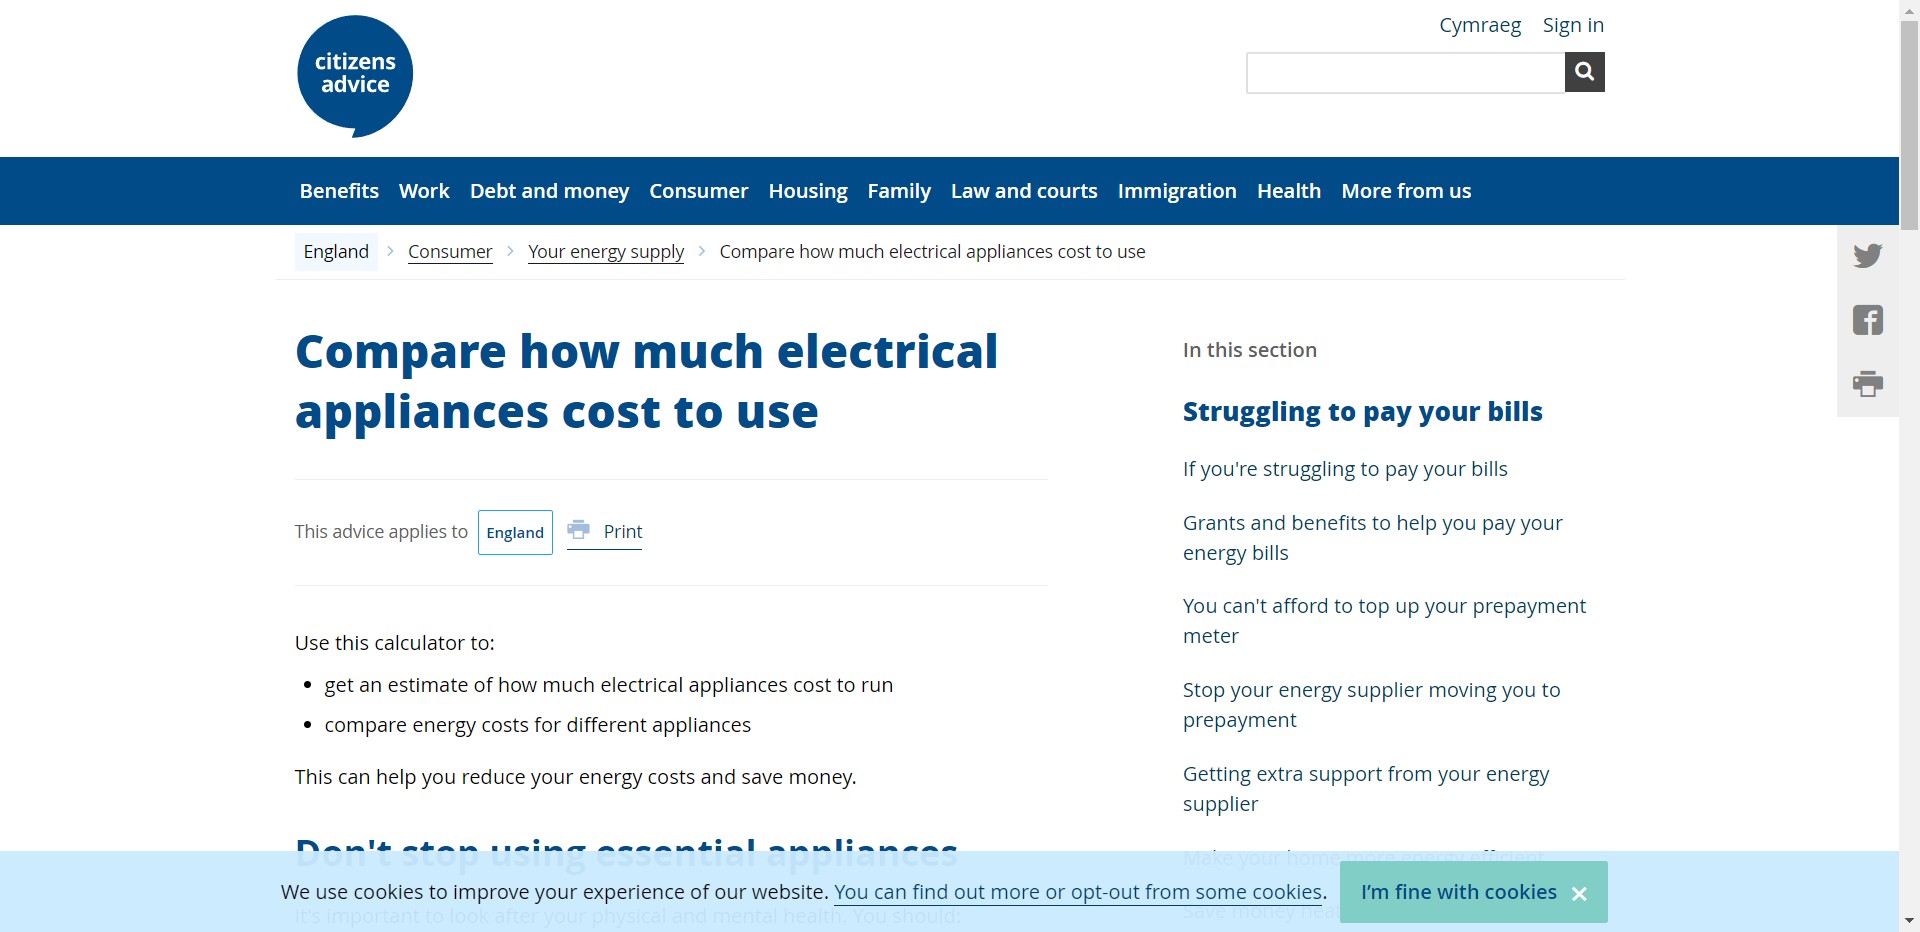 citizens
advice
Cymraeg Sign in
Benefits Work Debt and money Consumer Housing Family Law and courts Immigration Health More from us
England Consumer Your energy supply Compare how much electrical appliances cost to use
Compare how much electrical
appliances cost to use
This advice applies to England Print
Use this calculator to:
• get an estimate of how much electrical appliances cost to run
• compare energy costs for different appliances
This can help you reduce your energy costs and save money.
Don't stop using essential appliances
It's important to look after your physical and mental health. You should:
In this section
Struggling to pay your bills
If you're struggling to pay your bills
Grants and benefits to help you pay your
energy bills
You can't afford to top up your prepayment
meter
Stop your energy supplier moving you to
prepayment
Getting extra support from your energy
supplier
Make your home more energy efficient
Save money
We use cookies to improve your experience of our website. You can find out more or opt-out from some cookies.
I’m fine with cookies ×